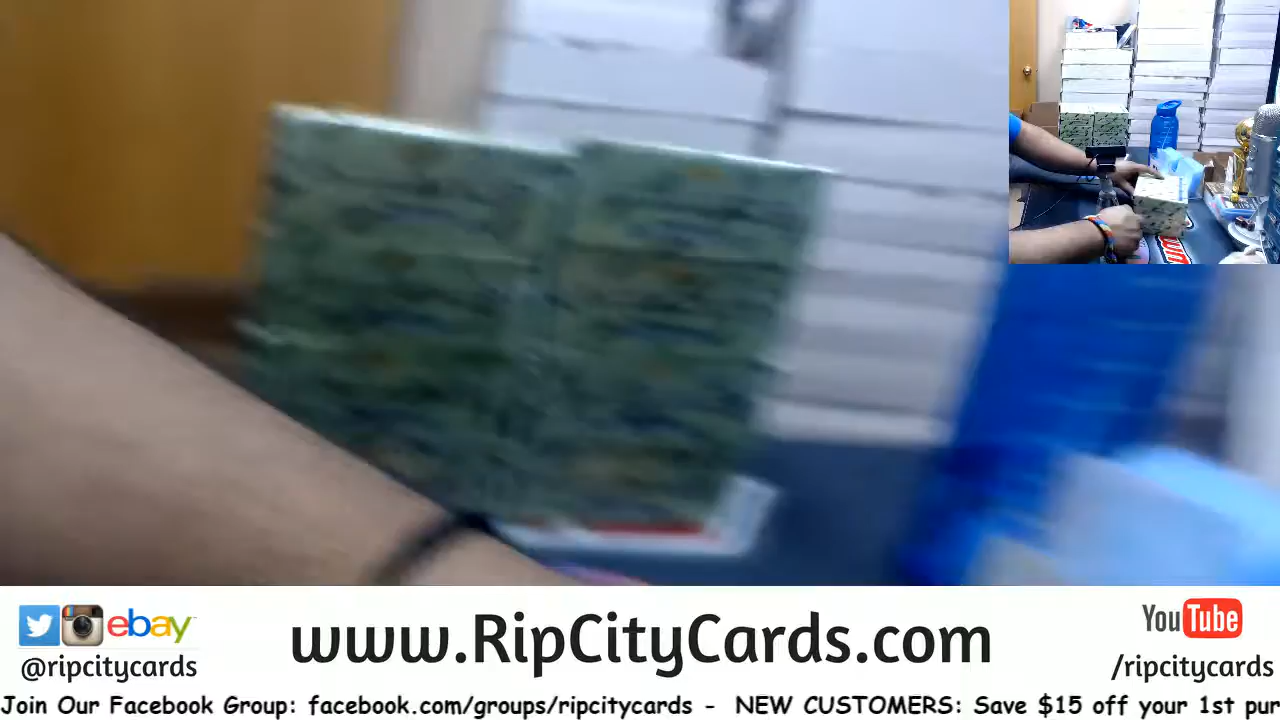 ebay
@ripcitycards
www.RipCityCards.com
YouTube
/ripcitycards
Join Our Facebook Group: facebook.com/groups/ripcitycards - NEW CUSTOMERS: Save $15 off your 1st pur